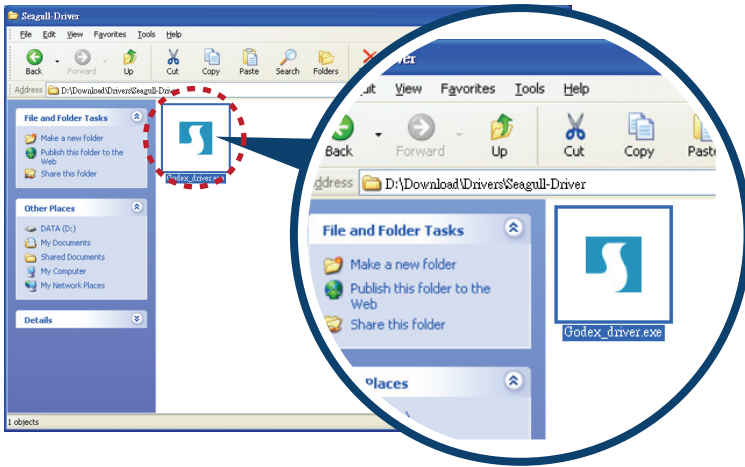 Seagull-Driver
File Edit View Favorites Tools Help
Back Forward Up Cut Copy Paste Search Folders
Address D:\Download\Drivers\Seagull-Driver
File and Folder Tasks
Make a new folder
Publish this folder to the
Web
Share this folder
Other Places
DATA (D:)
My Documents
Shared Documents
My Computer
My Network Places
Details
Godex_driver.exe
1 objects
View Favorites Tools Help
Back Forward Up Cut Copy
D:\Download\Drivers\Seagull-Driver
File and Folder Tasks
Make a new folder
Publish this folder to the
Web
Share this folder
Places
Godex_driver.exe